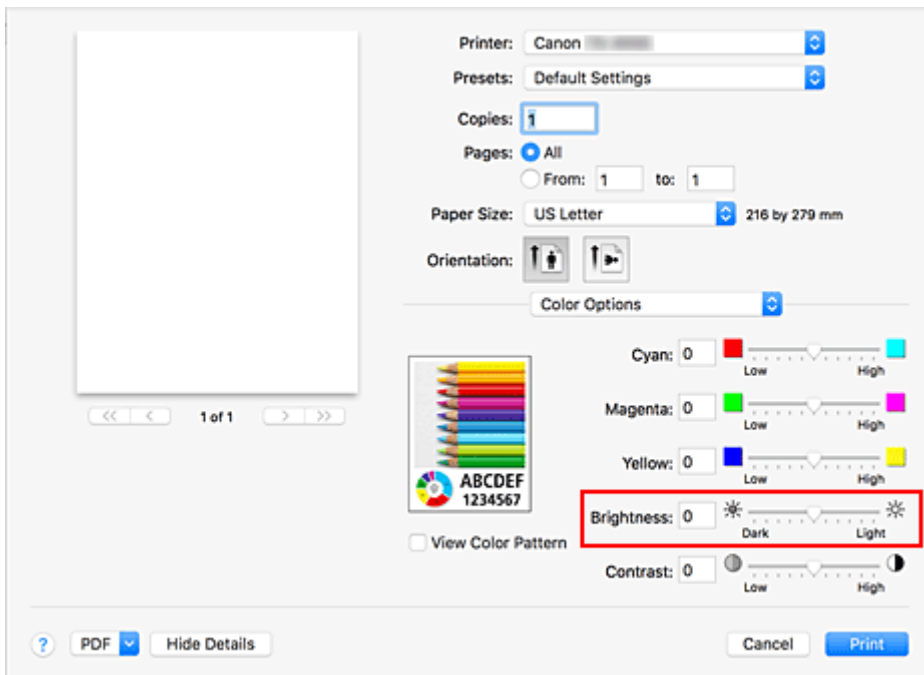 Printer: Canon
Presets: Default Settings
Copies: 1
Pages: All
From: 1 to: 1
Paper Size: US Letter 216 by 279 mm
Orientation:
Color Options
Cyan: 0
Low High
Magenta: 0
Low High
Yellow: 0
Low High
Brightness: 0
Dark Light
Contrast: 0
Low High
1 of 1
ABCDEF
1234567
View Color Pattern
? PDF Hide Details Cancel Print